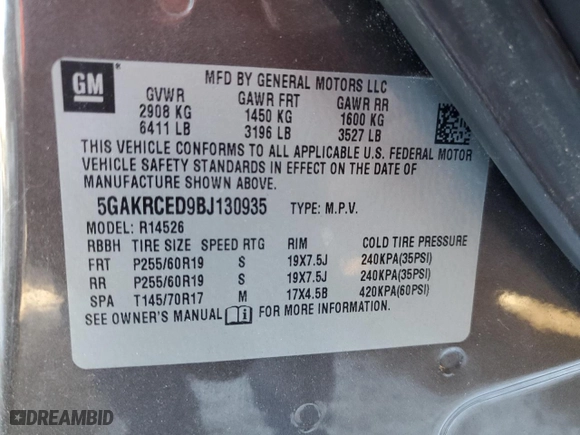 GM
MFD BY GENERAL MOTORS LLC
GVWR GAWR FRT GAWR RR
2908 KG 1450 KG 1600 KG
6411 LB 3196 LB 3527 LB
THIS VEHICLE CONFORMS TO ALL APPLICABLE U.S. FEDERAL MOTOR
VEHICLE SAFETY STANDARDS IN EFFECT ON THE DATE OF
MANUFACTURE SHOWN ABOVE.
5GAKRCED9BJ130935 TYPE: M.P.V.
MODEL: R14526
RBBH TIRE SIZE SPEED RTG RIM COLD TIRE PRESSURE
FRT P255/60R19 S 19X7.5J 240KPA(35PSI)
RR P255/60R19 S 19X7.5J 240KPA(35PSI)
SPA T145/70R17 M 17X4.5B 420KPA(60PSI)
SEE OWNER'S MANUAL FOR MORE INFORMATION.
DREAMBID